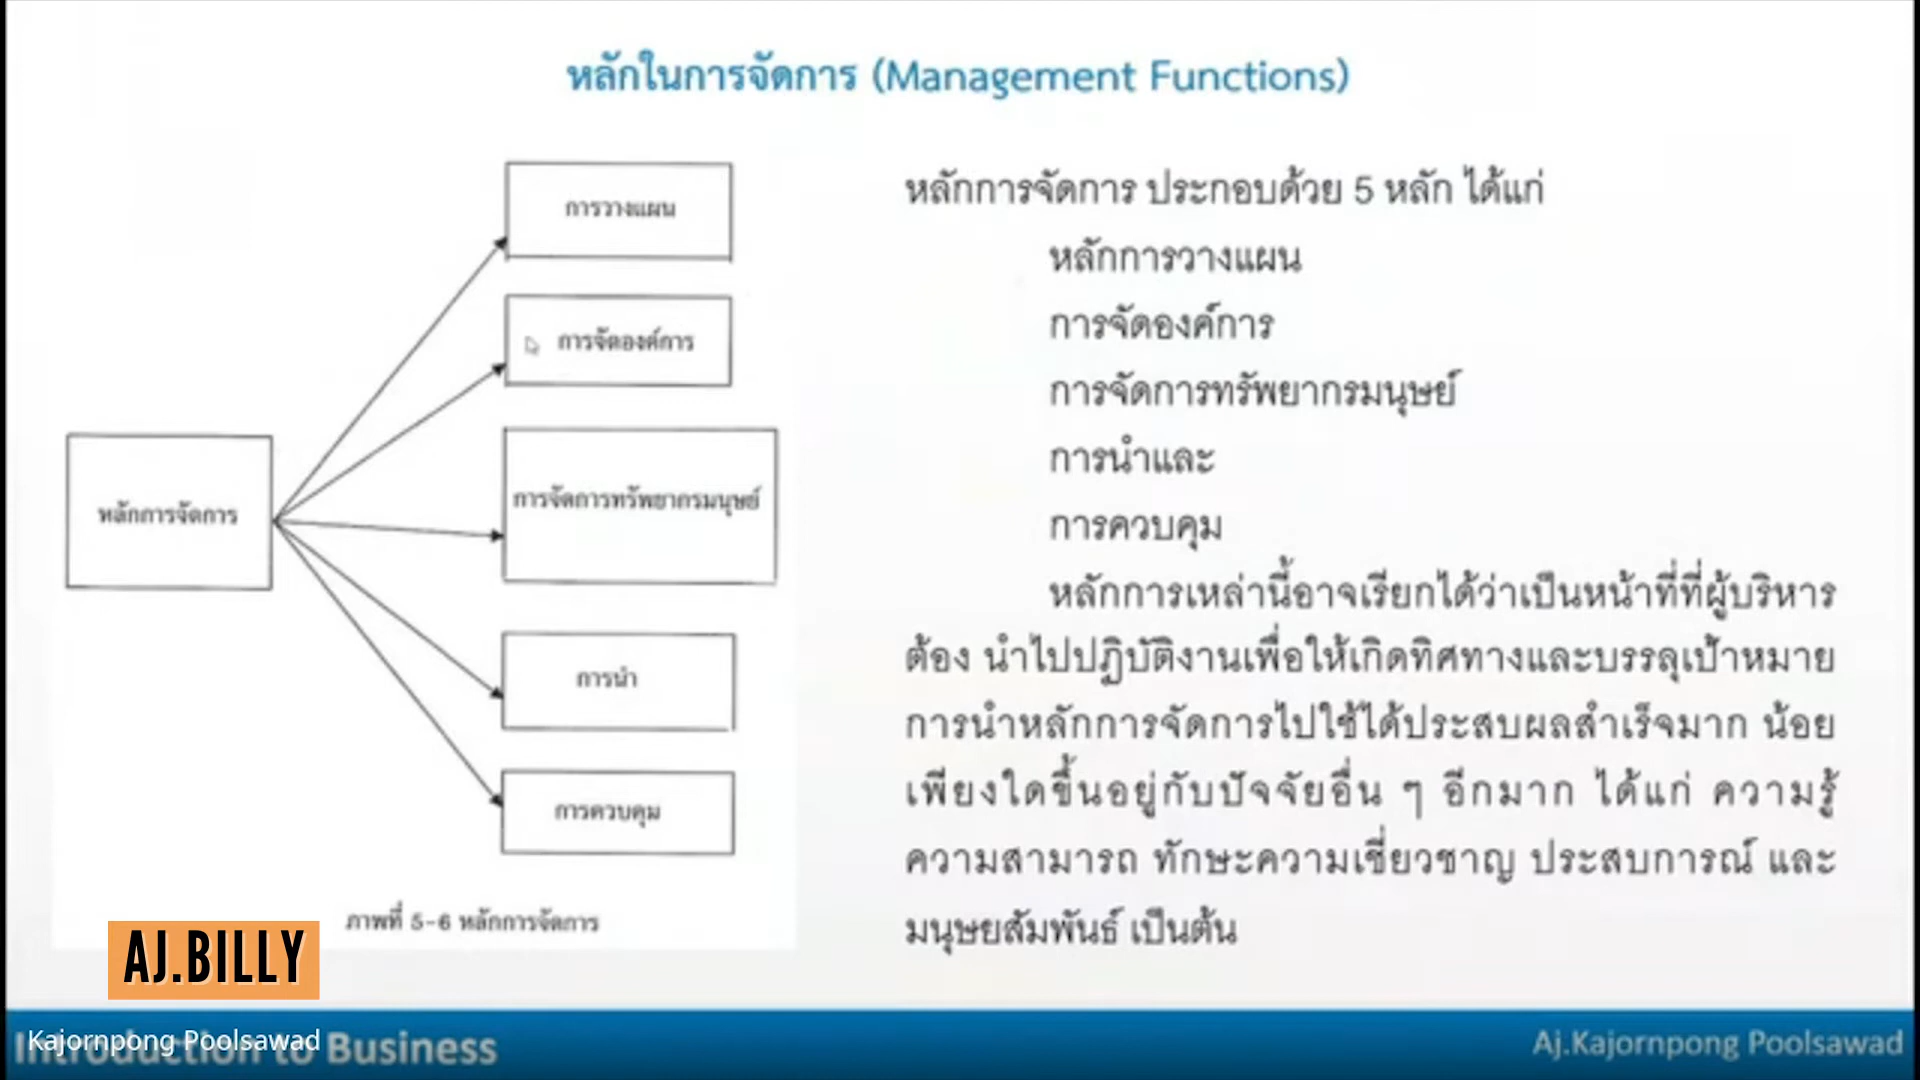 หลักในการจัดการ (Management Functions)
การวางแผน
การจัดองค์การ
การจัดการทรัพยากรมนุษย์
หลักการจัดการ
การนำ
การควบคุม
ภาพที่ 5-6 หลักการจัดการ
หลักการจัดการ ประกอบด้วย 5 หลัก ได้แก่
หลักการวางแผน
การจัดองค์การ
การจัดการทรัพยากรมนุษย์
การนำและ
การควบคุม
หลักการเหล่านี้อาจเรียกได้ว่าเป็นหน้าที่ที่ผู้บริหาร
ต้อง นำไปปฏิบัติงานเพื่อให้เกิดทิศทางและบรรลุเป้าหมาย
การนำหลักการจัดการไปใช้ได้ประสบผลสำเร็จมาก น้อย
เพียงใดขึ้นอยู่กับปัจจัยอื่น ๆ อีกมาก ได้แก่ ความรู้
ความสามารถ ทักษะความเชี่ยวชาญ ประสบการณ์ และ
มนุษยสัมพันธ์ เป็นต้น
AJ.BILLY
Kajornpong Poolsawad
Introduction to Business
Aj.Kajornpong Poolsawad